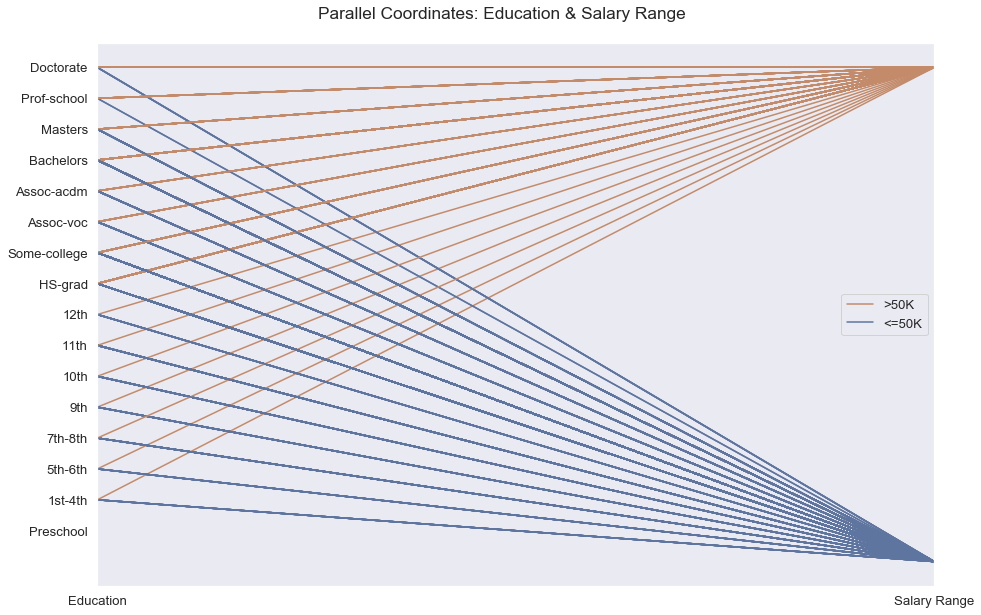 Parallel Coordinates: Education & Salary Range
Doctorate
Prof-school
Masters
Bachelors
Assoc-acdm
Assoc-voc
Some-college
HS-grad
12th
11th
10th
9th
7th-8th
5th-6th
1st-4th
Preschool
>50K
<=50K
Education
Salary Range